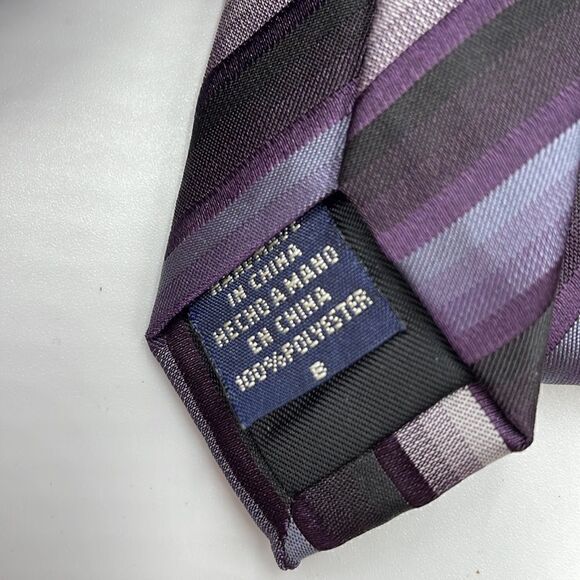 IN CHINA
HECHO A MANO
EN CHINA
100%POLYESTER
B